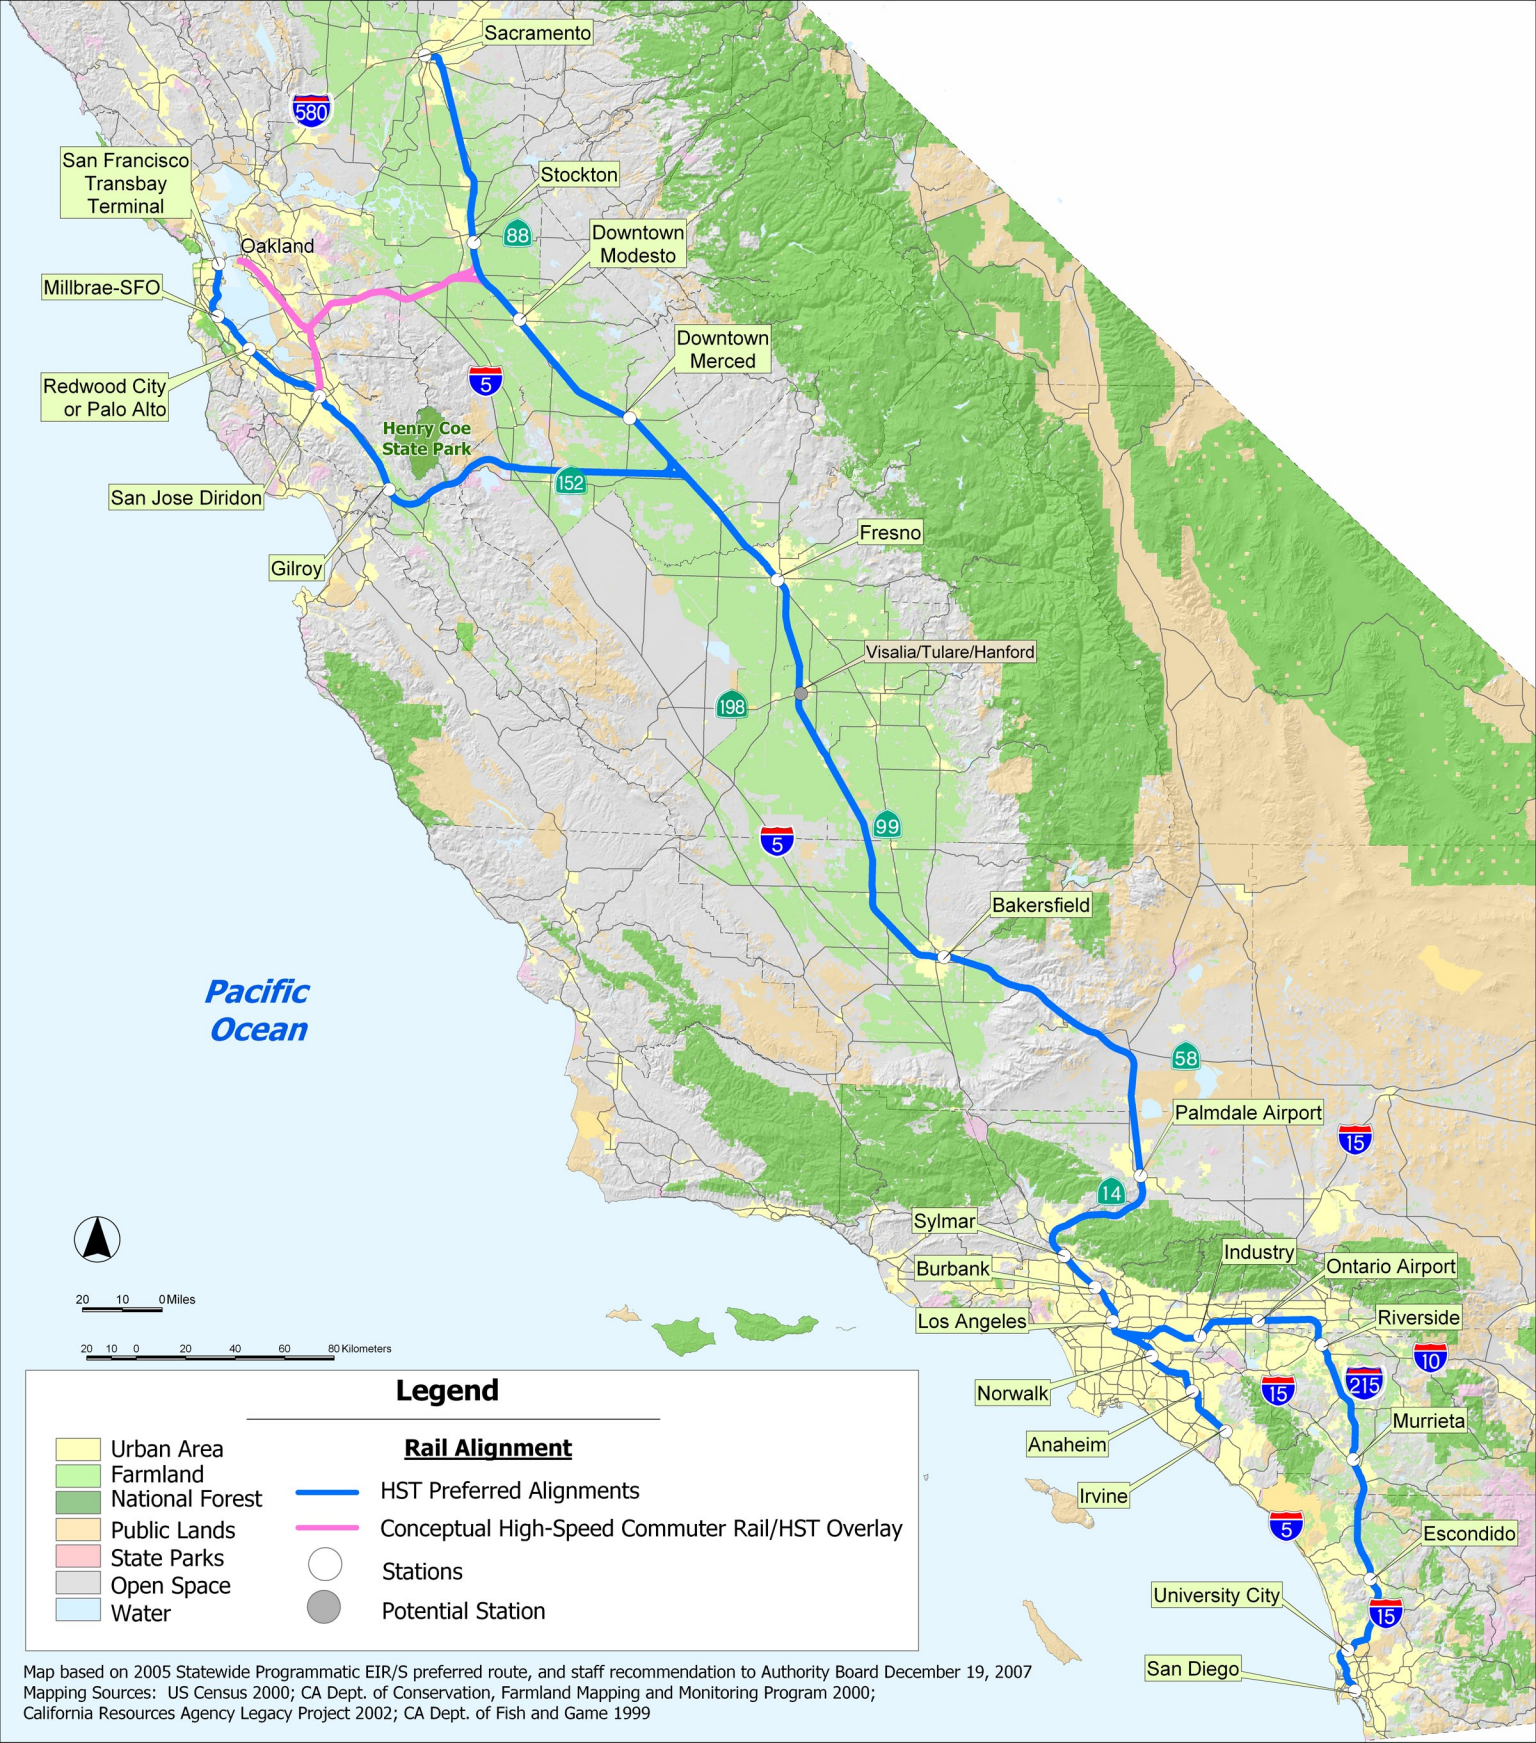 Sacramento
580
San Francisco
Transbay
Terminal
Stockton
88
Downtown
Modesto
Oakland
Millbrae-SFO
Downtown
Merced
Redwood City
or Palo Alto
5
Henry Coe
State Park
152
San Jose Diridon
Fresno
Gilroy
Visalia/Tulare/Hanford
198
99
5
Bakersfield
Pacific
Ocean
58
Palmdale Airport
15
14
Sylmar
Industry
Burbank
Ontario Airport
Los Angeles
Riverside
10
215
15
Norwalk
Murrieta
Anaheim
Irvine
5
Escondido
University City
15
San Diego
20 10 0 Miles
20 10 0 20 40 60 80 Kilometers
Legend
Urban Area
Farmland
National Forest
Public Lands
State Parks
Open Space
Water
Rail Alignment
HST Preferred Alignments
Conceptual High-Speed Commuter Rail/HST Overlay
Stations
Potential Station
Map based on 2005 Statewide Programmatic EIR/S preferred route, and staff recommendation to Authority Board December 19, 2007
Mapping Sources: US Census 2000; CA Dept. of Conservation, Farmland Mapping and Monitoring Program 2000;
California Resources Agency Legacy Project 2002; CA Dept. of Fish and Game 1999